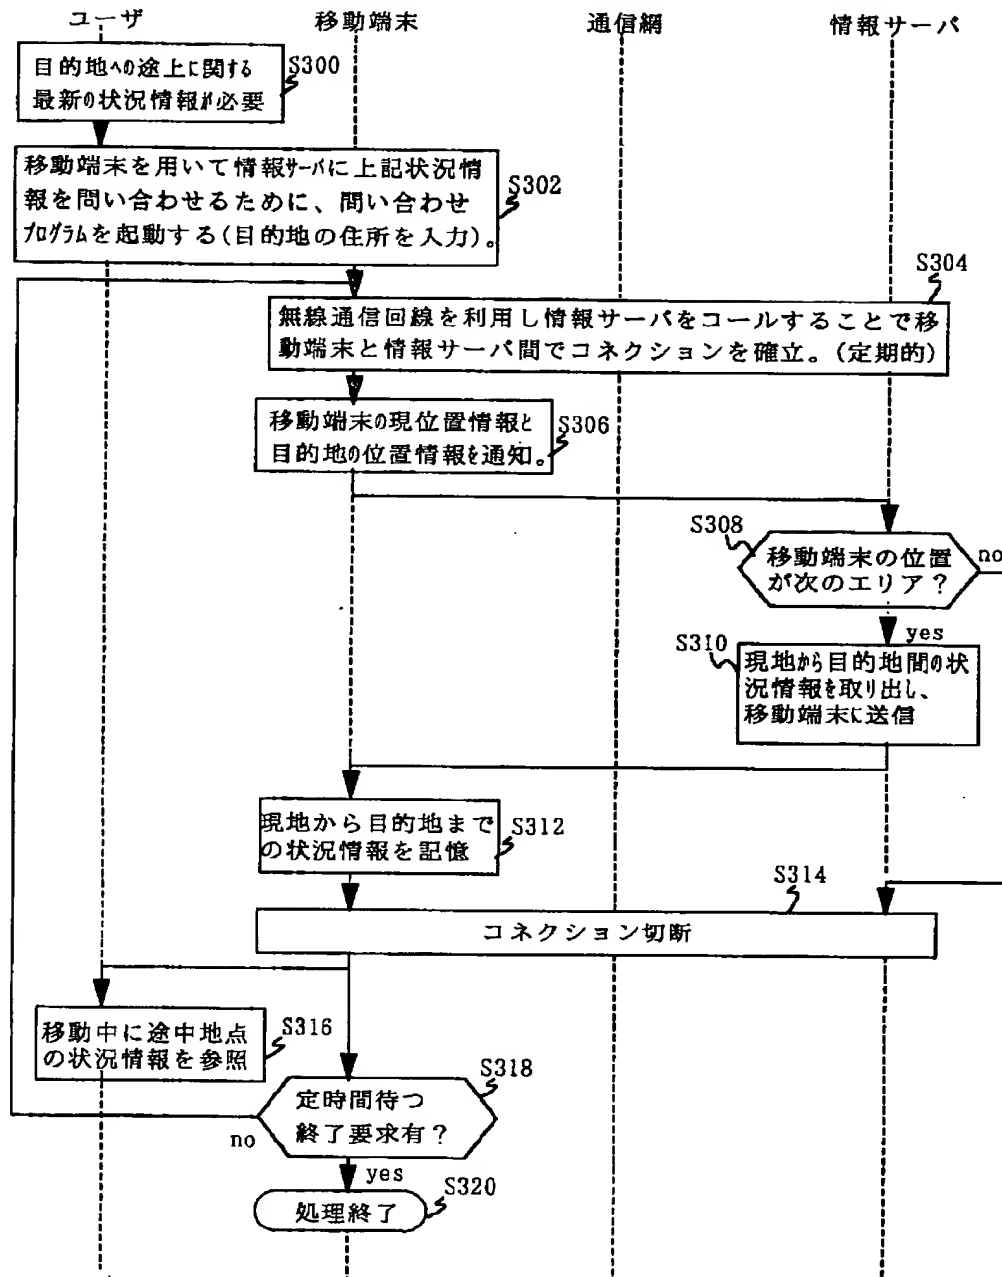 ユーザ
移動端末
通信網
情報サーバ
S300
目的地への途上に関する
最新の状況情報が必要
S302
移動端末を用いて情報サーバに上記状況情
報を問い合わせるために、問い合わせ
プログラムを起動する(目的地の住所を入力)。
S304
無線通信回線を利用し情報サーバをコールすることで移
動端末と情報サーバ間でコネクションを確立。(定期的)
S306
移動端末の現位置情報と
目的地の位置情報を通知。
S308
移動端末の位置
が次のエリア？
no
yes
S310
現地から目的地間の状
況情報を取り出し、
移動端末に送信
S312
現地から目的地まで
の状況情報を記憶
S314
コネクション切断
S316
移動中に途中地点
の状況情報を参照
S318
定時間待つ
終了要求有？
no
yes
S320
処理終了